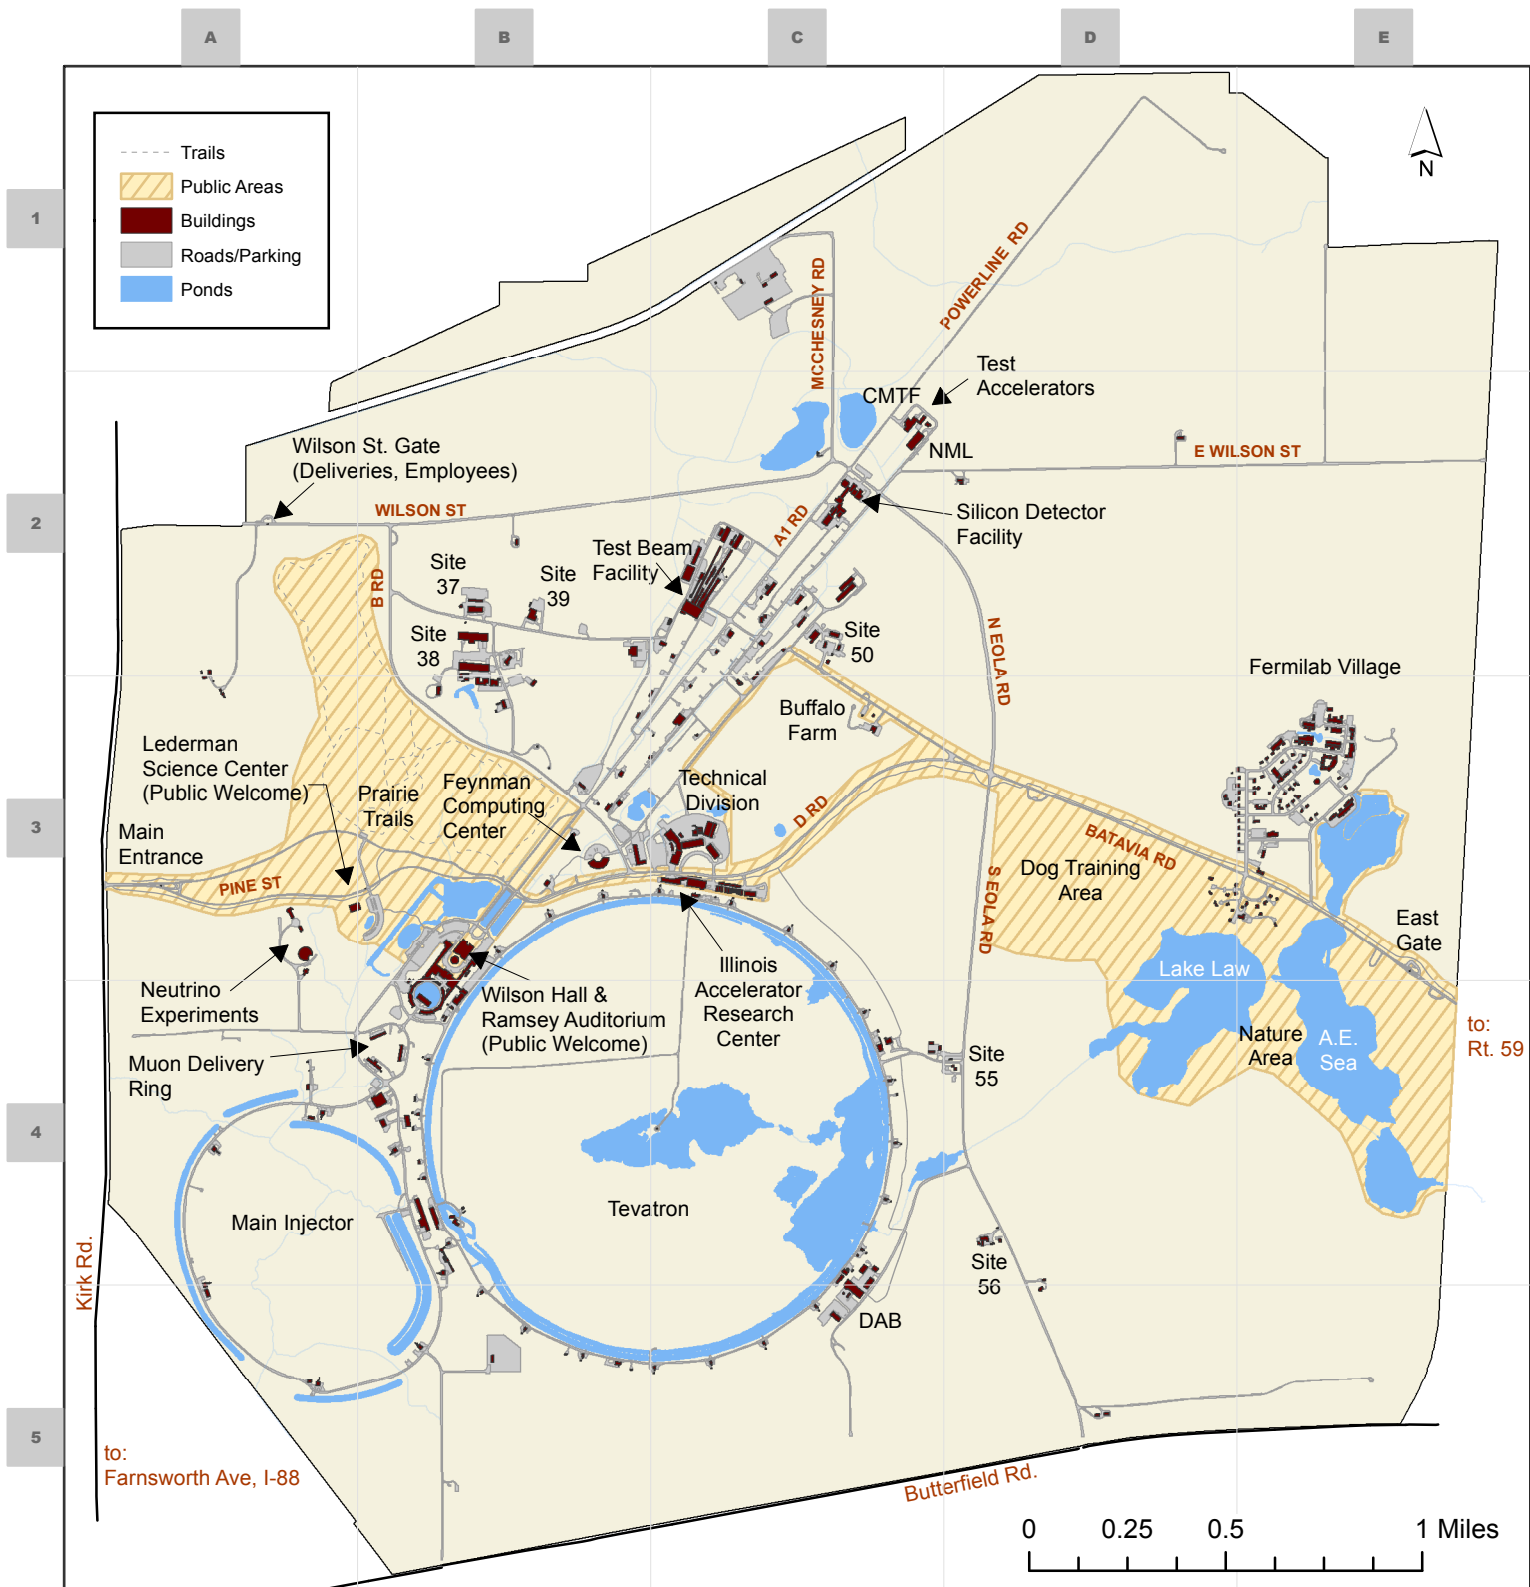 A
B
C
D
E
1
2
3
4
5
Trails
Public Areas
Buildings
Roads/Parking
Ponds
N
MCCHESNEY RD
POWERLINE RD
Test
Accelerators
CMTF
NML
E WILSON ST
Wilson St. Gate
(Deliveries, Employees)
WILSON ST
A1 RD
Silicon Detector
Facility
Test Beam
Facility
B RD
Site
37
Site
39
Site
38
Site
50
N EOLA RD
Fermilab Village
Buffalo
Farm
Lederman
Science Center
(Public Welcome)
Prairie
Trails
Feynman
Computing
Center
Technical
Division
D RD
BATAVIA RD
Main
Entrance
PINE ST
Dog Training
Area
S EOLA RD
East
Gate
Lake Law
Neutrino
Experiments
Wilson Hall &
Ramsey Auditorium
(Public Welcome)
Illinois
Accelerator
Research
Center
Nature
Area
A.E.
Sea
to:
Rt. 59
Muon Delivery
Ring
Site
55
Main Injector
Tevatron
Kirk Rd.
Site
56
DAB
to:
Farnsworth Ave, I-88
Butterfield Rd.
0 0.25 0.5 1 Miles